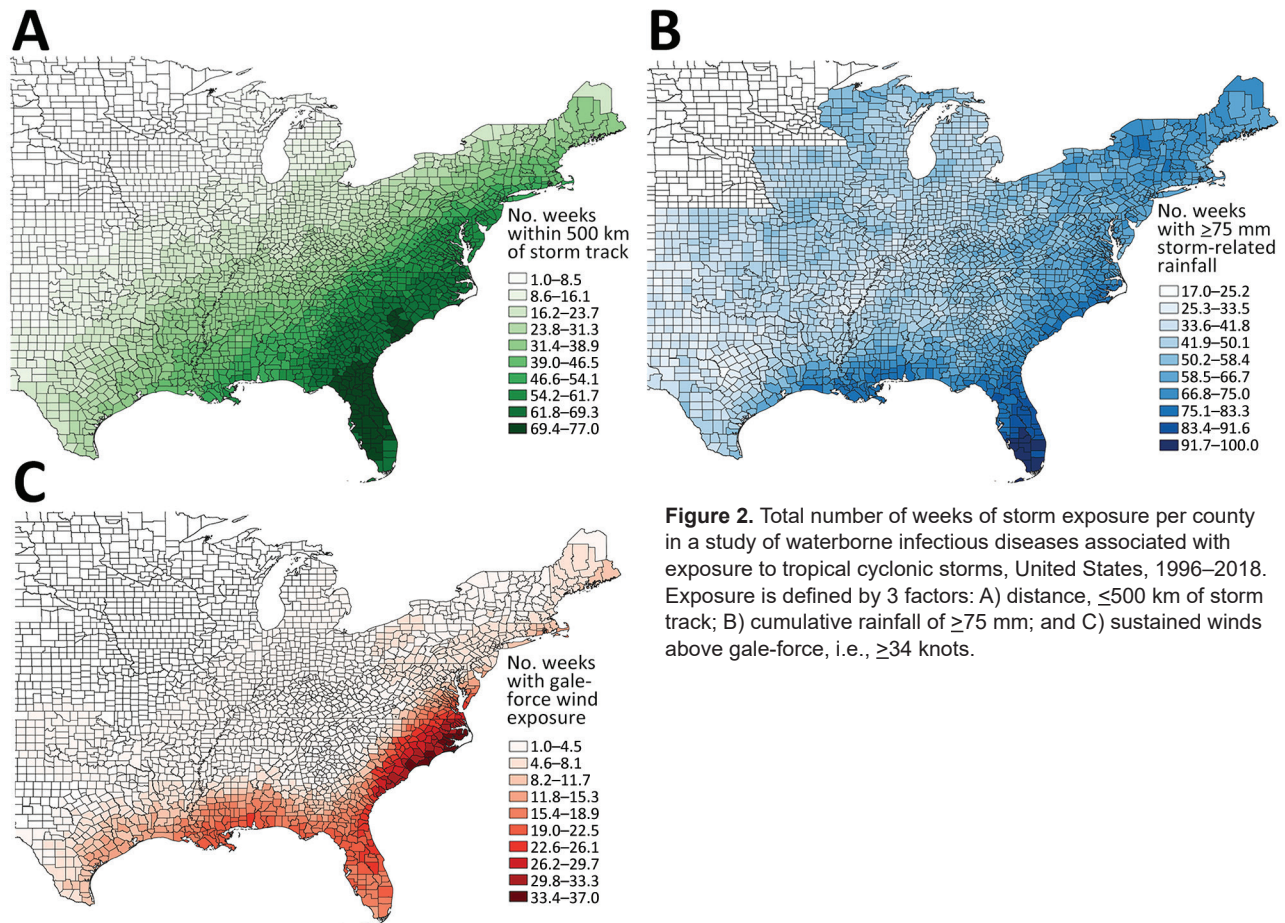 A
No. weeks
within 500 km
of storm track
1.0–8.5
8.6–16.1
16.2–23.7
23.8–31.3
31.4–38.9
39.0–46.5
46.6–54.1
54.2–61.7
61.8–69.3
69.4–77.0
B
No. weeks
with ≥75 mm
storm-related
rainfall
17.0–25.2
25.3–33.5
33.6–41.8
41.9–50.1
50.2–58.4
58.5–66.7
66.8–75.0
75.1–83.3
83.4–91.6
91.7–100.0
C
No. weeks
with gale-
force wind
exposure
1.0–4.5
4.6–8.1
8.2–11.7
11.8–15.3
15.4–18.9
19.0–22.5
22.6–26.1
26.2–29.7
29.8–33.3
33.4–37.0
Figure 2. Total number of weeks of storm exposure per county
in a study of waterborne infectious diseases associated with
exposure to tropical cyclonic storms, United States, 1996–2018.
Exposure is defined by 3 factors: A) distance, ≤500 km of storm
track; B) cumulative rainfall of ≥75 mm; and C) sustained winds
above gale-force, i.e., ≥34 knots.